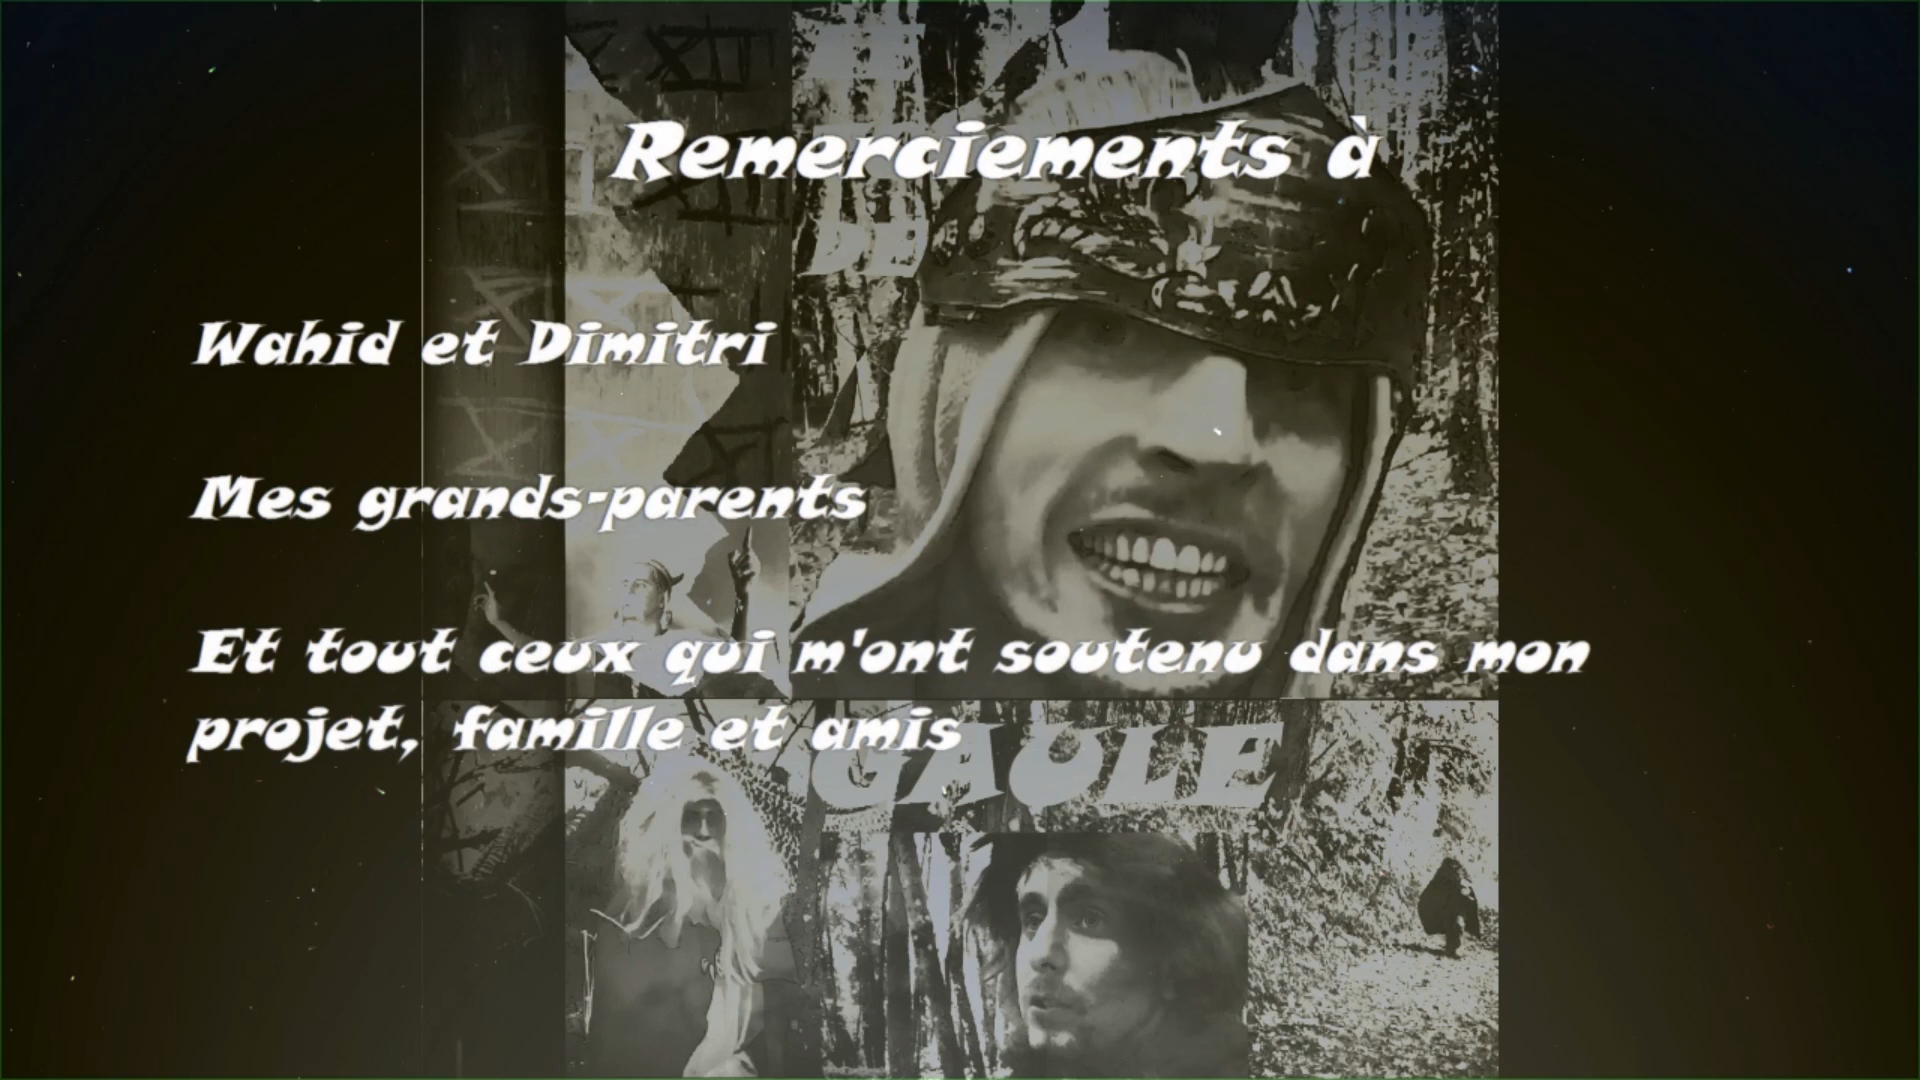 Remerciements à
Wahid et Dimitri
Mes grands-parents
Et tout ceux qui m'ont soutenu dans mon
projet, famille et amis
GAULE